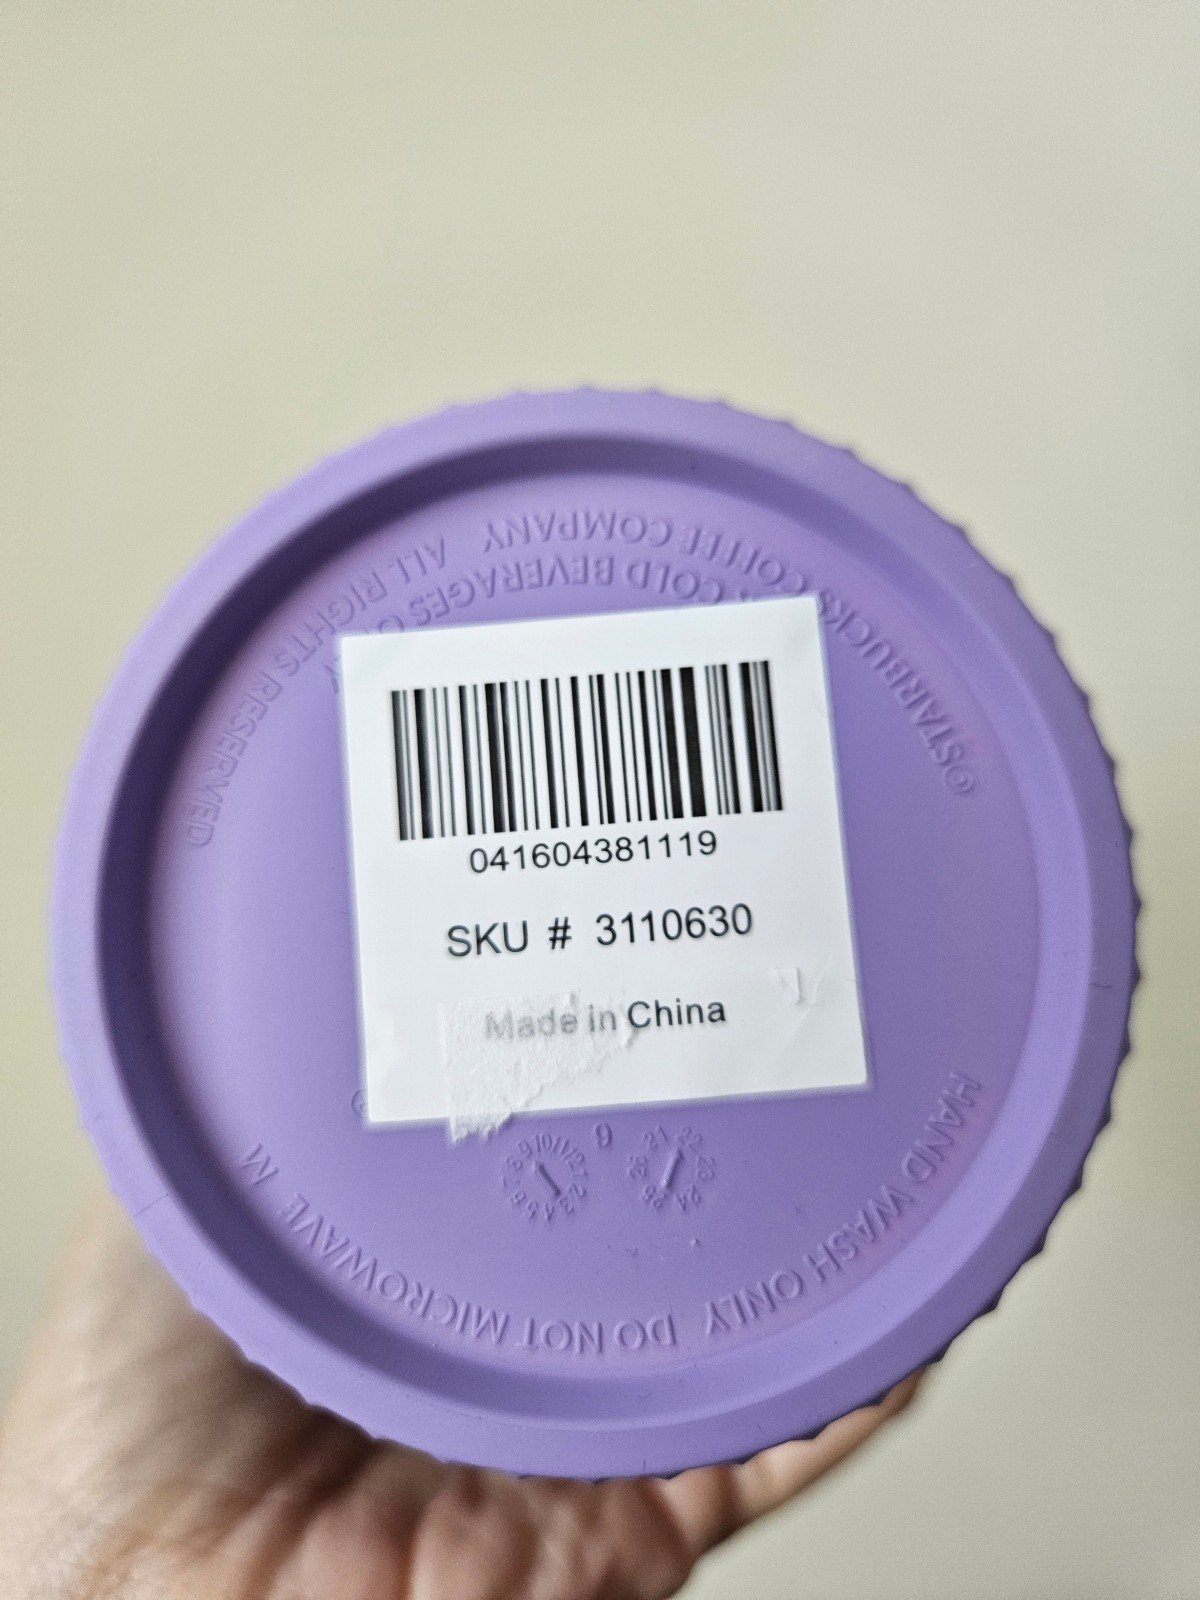 041604381119
SKU # 3110630
Made in China
©STARBUCKS COFFEE COMPANY ALL RIGHTS RESERVED
COLD BEVERAGES
HAND WASH ONLY DO NOT MICROWAVE M
9